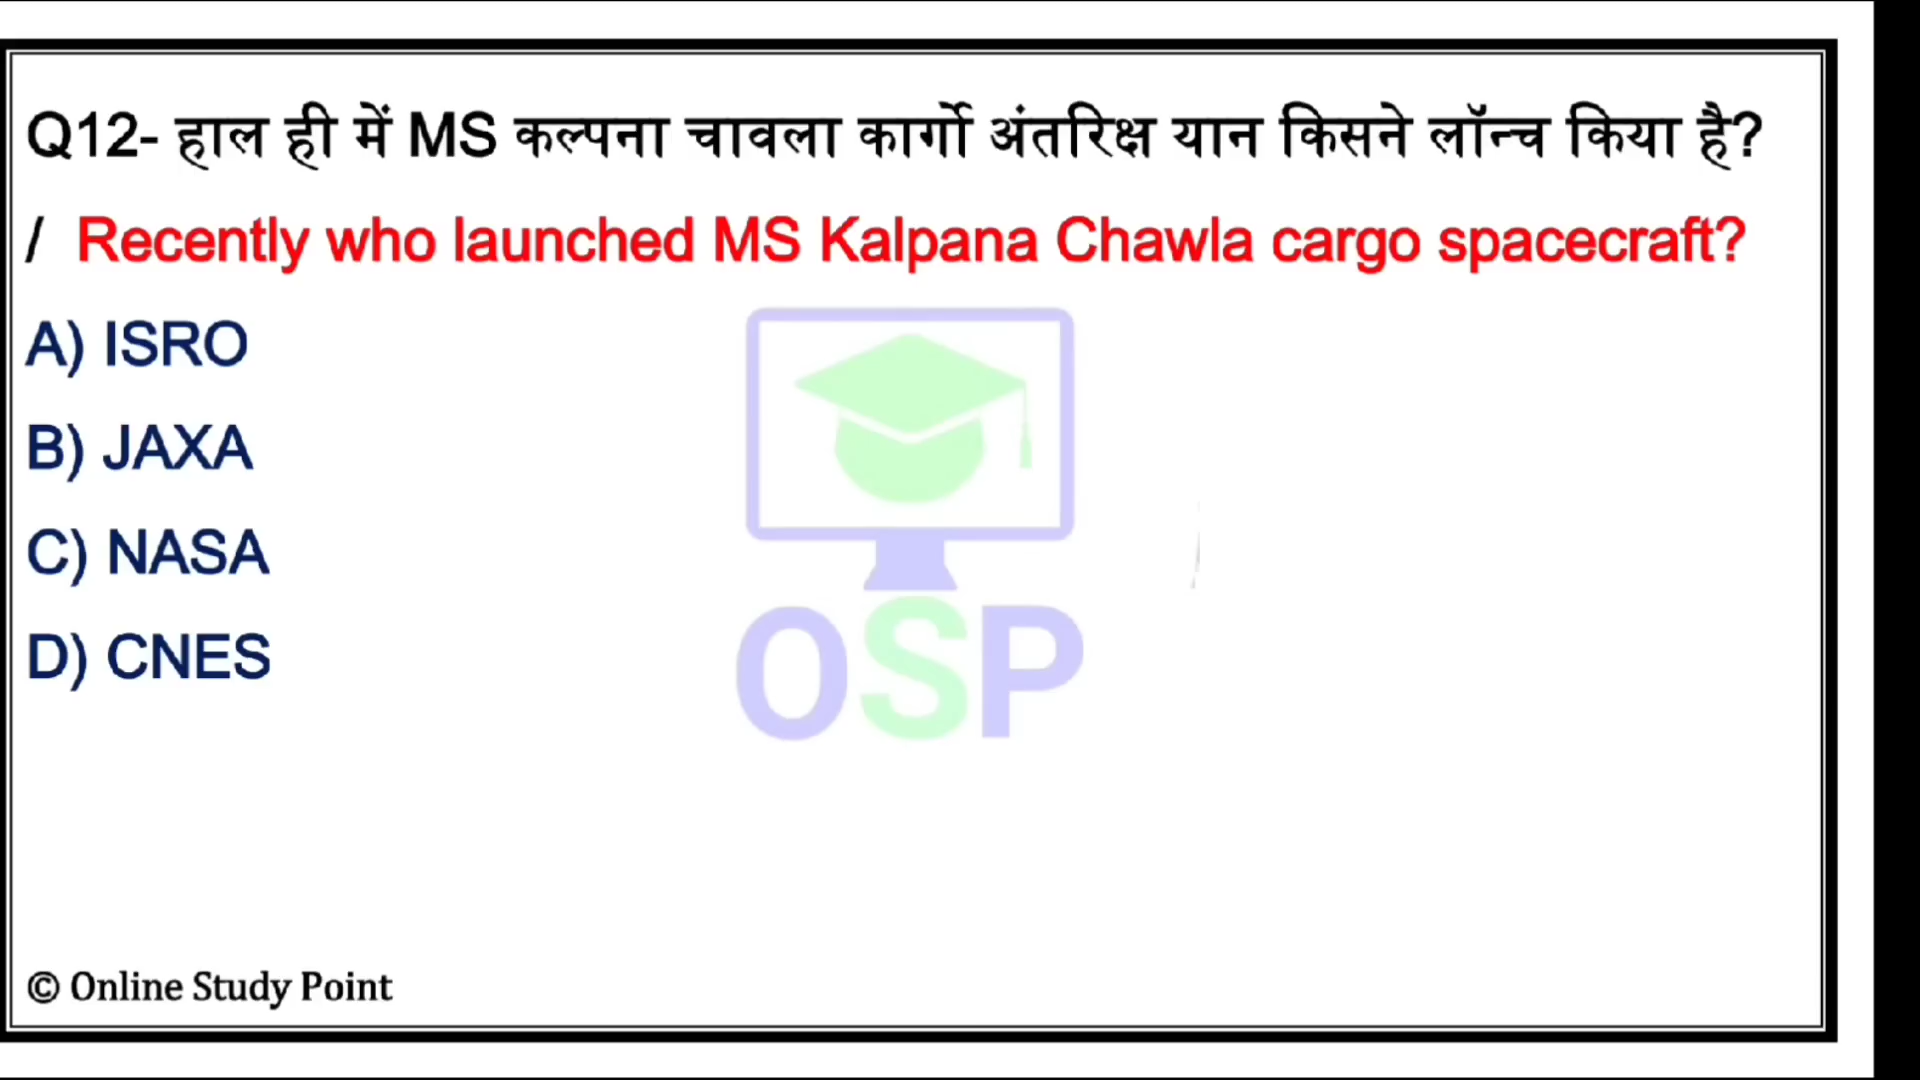 Q12- हाल ही में MS कल्पना चावला कार्गो अंतरिक्ष यान किसने लॉन्च किया है?
/ Recently who launched MS Kalpana Chawla cargo spacecraft?
A) ISRO
B) JAXA
C) NASA
D) CNES
OSP
© Online Study Point